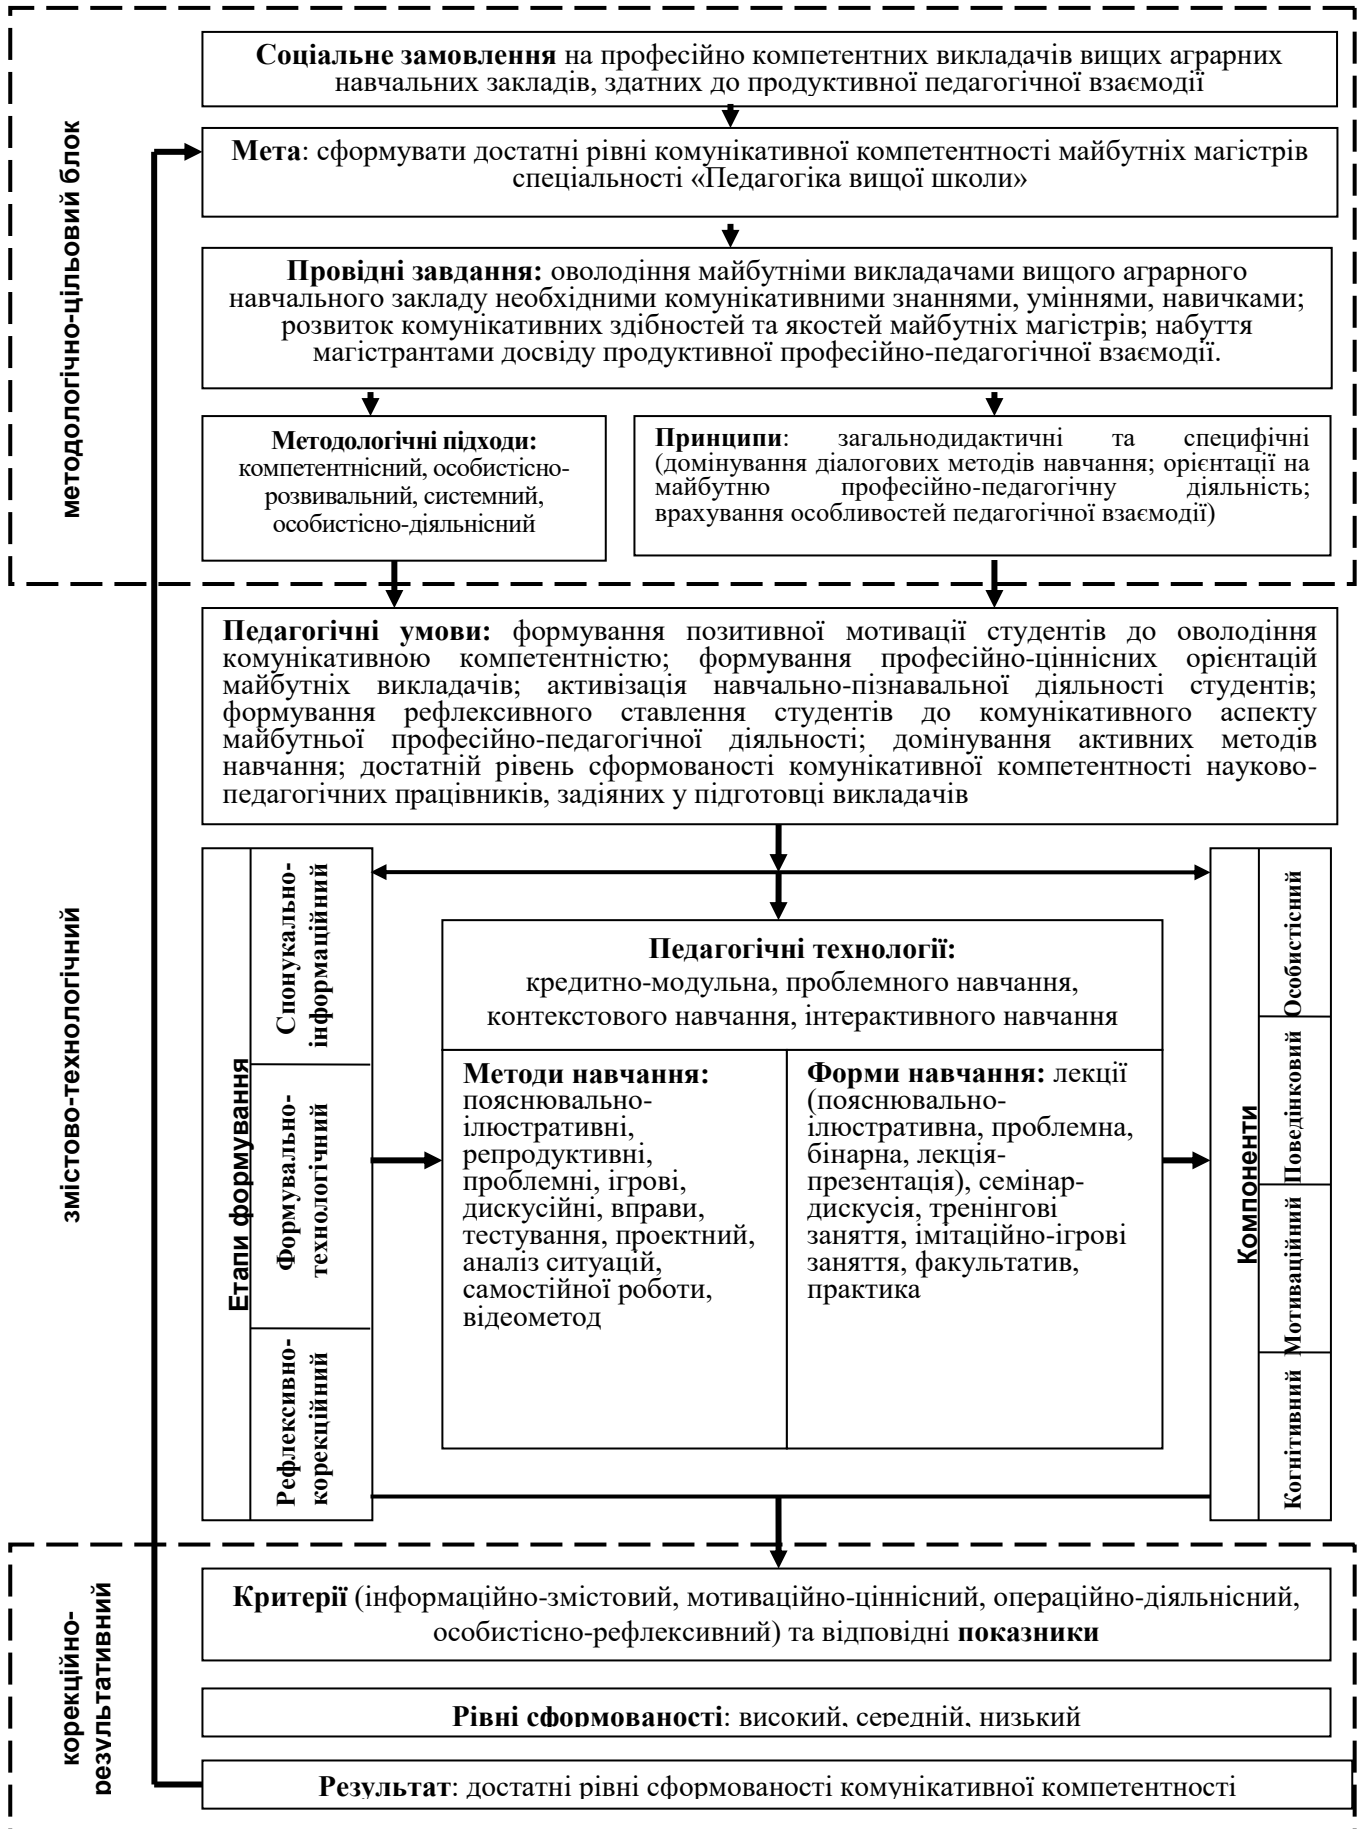 методологічно-цільовий блок
Соціальне замовлення на професійно компетентних викладачів вищих аграрних
навчальних закладів, здатних до продуктивної педагогічної взаємодії
Мета: сформувати достатні рівні комунікативної компетентності майбутніх магістрів
спеціальності «Педагогіка вищої школи»
Провідні завдання: оволодіння майбутніми викладачами вищого аграрного
навчального закладу необхідними комунікативними знаннями, уміннями, навичками;
розвиток комунікативних здібностей та якостей майбутніх магістрів; набуття
магістрантами досвіду продуктивної професійно-педагогічної взаємодії.
Методологічні підходи:
компетентнісний, особистісно-
розвивальний, системний,
особистісно-діяльнісний
Принципи: загальнодидактичні та специфічні
(домінування діалогових методів навчання; орієнтації на
майбутню професійно-педагогічну діяльність;
врахування особливостей педагогічної взаємодії)
змістово-технологічний
Педагогічні умови: формування позитивної мотивації студентів до оволодіння
комунікативною компетентністю; формування професійно-ціннісних орієнтацій
майбутніх викладачів; активізація навчально-пізнавальної діяльності студентів;
формування рефлексивного ставлення студентів до комунікативного аспекту
майбутньої професійно-педагогічної діяльності; домінування активних методів
навчання; достатній рівень сформованості комунікативної компетентності науково-
педагогічних працівників, задіяних у підготовці викладачів
Етапи формування
Спонукально-
інформаційний
Формувально-
технологічний
Рефлексивно-
корекційний
Педагогічні технології:
кредитно-модульна, проблемного навчання,
контекстового навчання, інтерактивного навчання
Методи навчання:
пояснювально-
ілюстративні,
репродуктивні,
проблемні, ігрові,
дискусійні, вправи,
тестування, проектний,
аналіз ситуацій,
самостійної роботи,
відеометод
Форми навчання: лекції
(пояснювально-
ілюстративна, проблемна,
бінарна, лекція-
презентація), семінар-
дискусія, тренінгові
заняття, імітаційно-ігрові
заняття, факультатив,
практика
Компоненти
Особистісний
Поведінковий
Мотиваційний
Когнітивний
корекційно-
результативний
Критерії (інформаційно-змістовий, мотиваційно-ціннісний, операційно-діяльнісний,
особистісно-рефлексивний) та відповідні показники
Рівні сформованості: високий, середній, низький
Результат: достатні рівні сформованості комунікативної компетентності